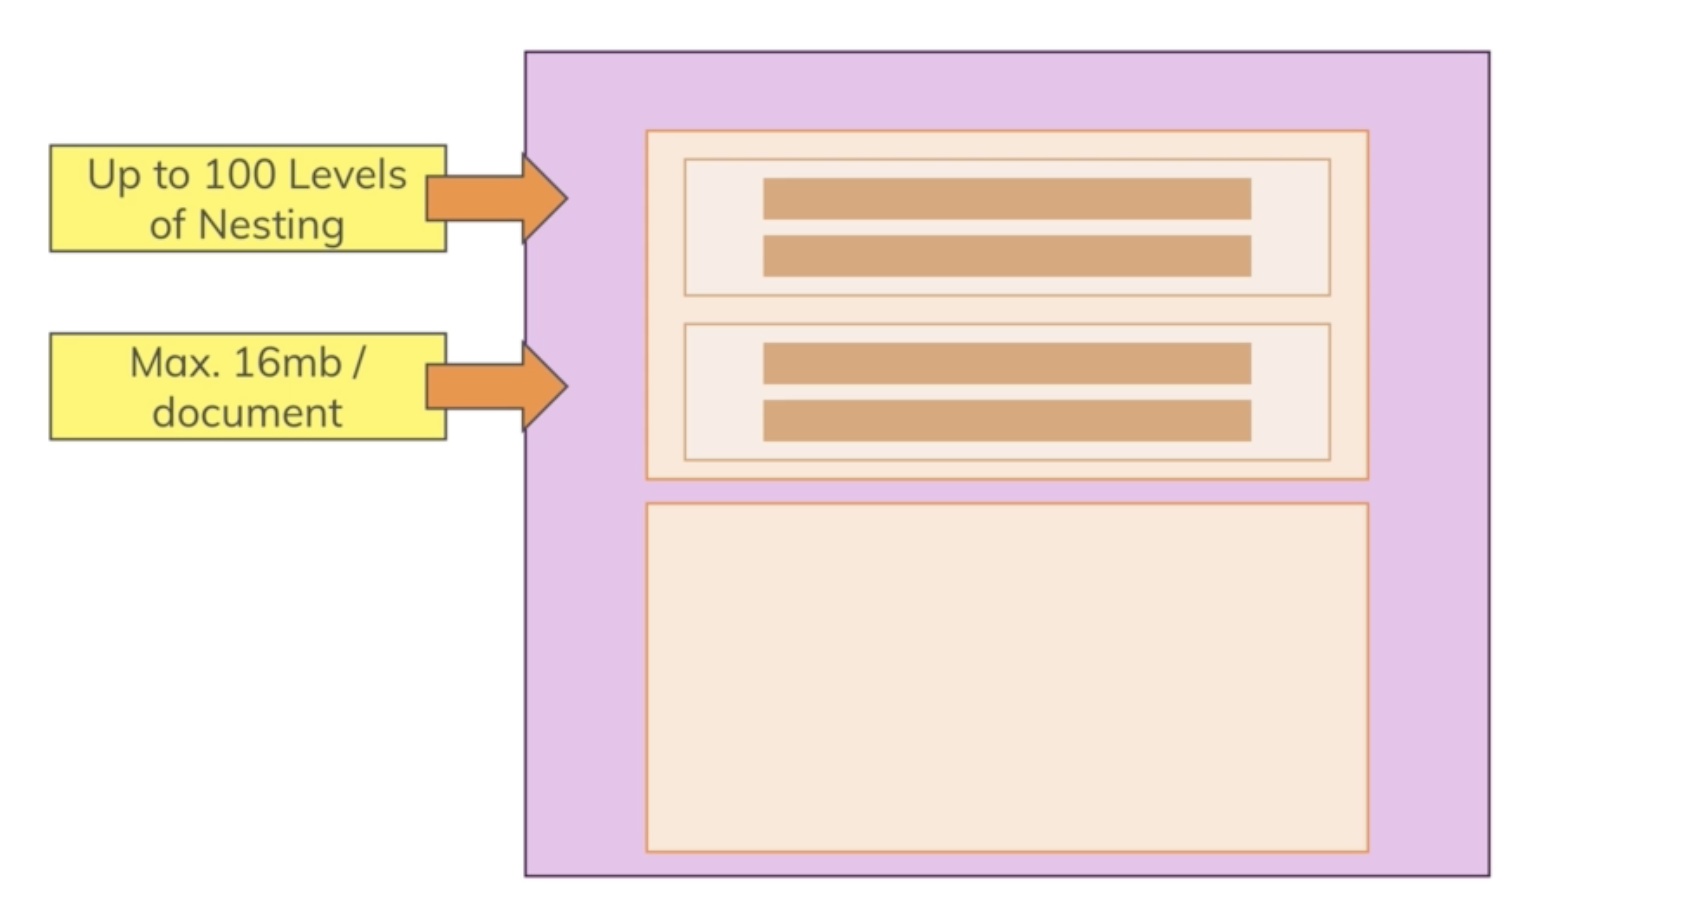 Up to 100 Levels
of Nesting
Max. 16mb /
document